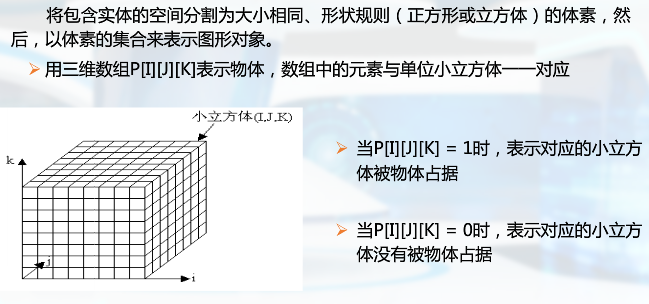 将包含实体的空间分割为大小相同、形状规则（正方形或立方体）的体素，然
后，以体素的集合来表示图形对象。
用三维数组P[I][J][K]表示物体，数组中的元素与单位小立方体一一对应
小立方体(I,J,K)
k
j
i
当P[I][J][K] = 1时，表示对应的小立方
体被物体占据
当P[I][J][K] = 0时，表示对应的小立方
体没有被物体占据